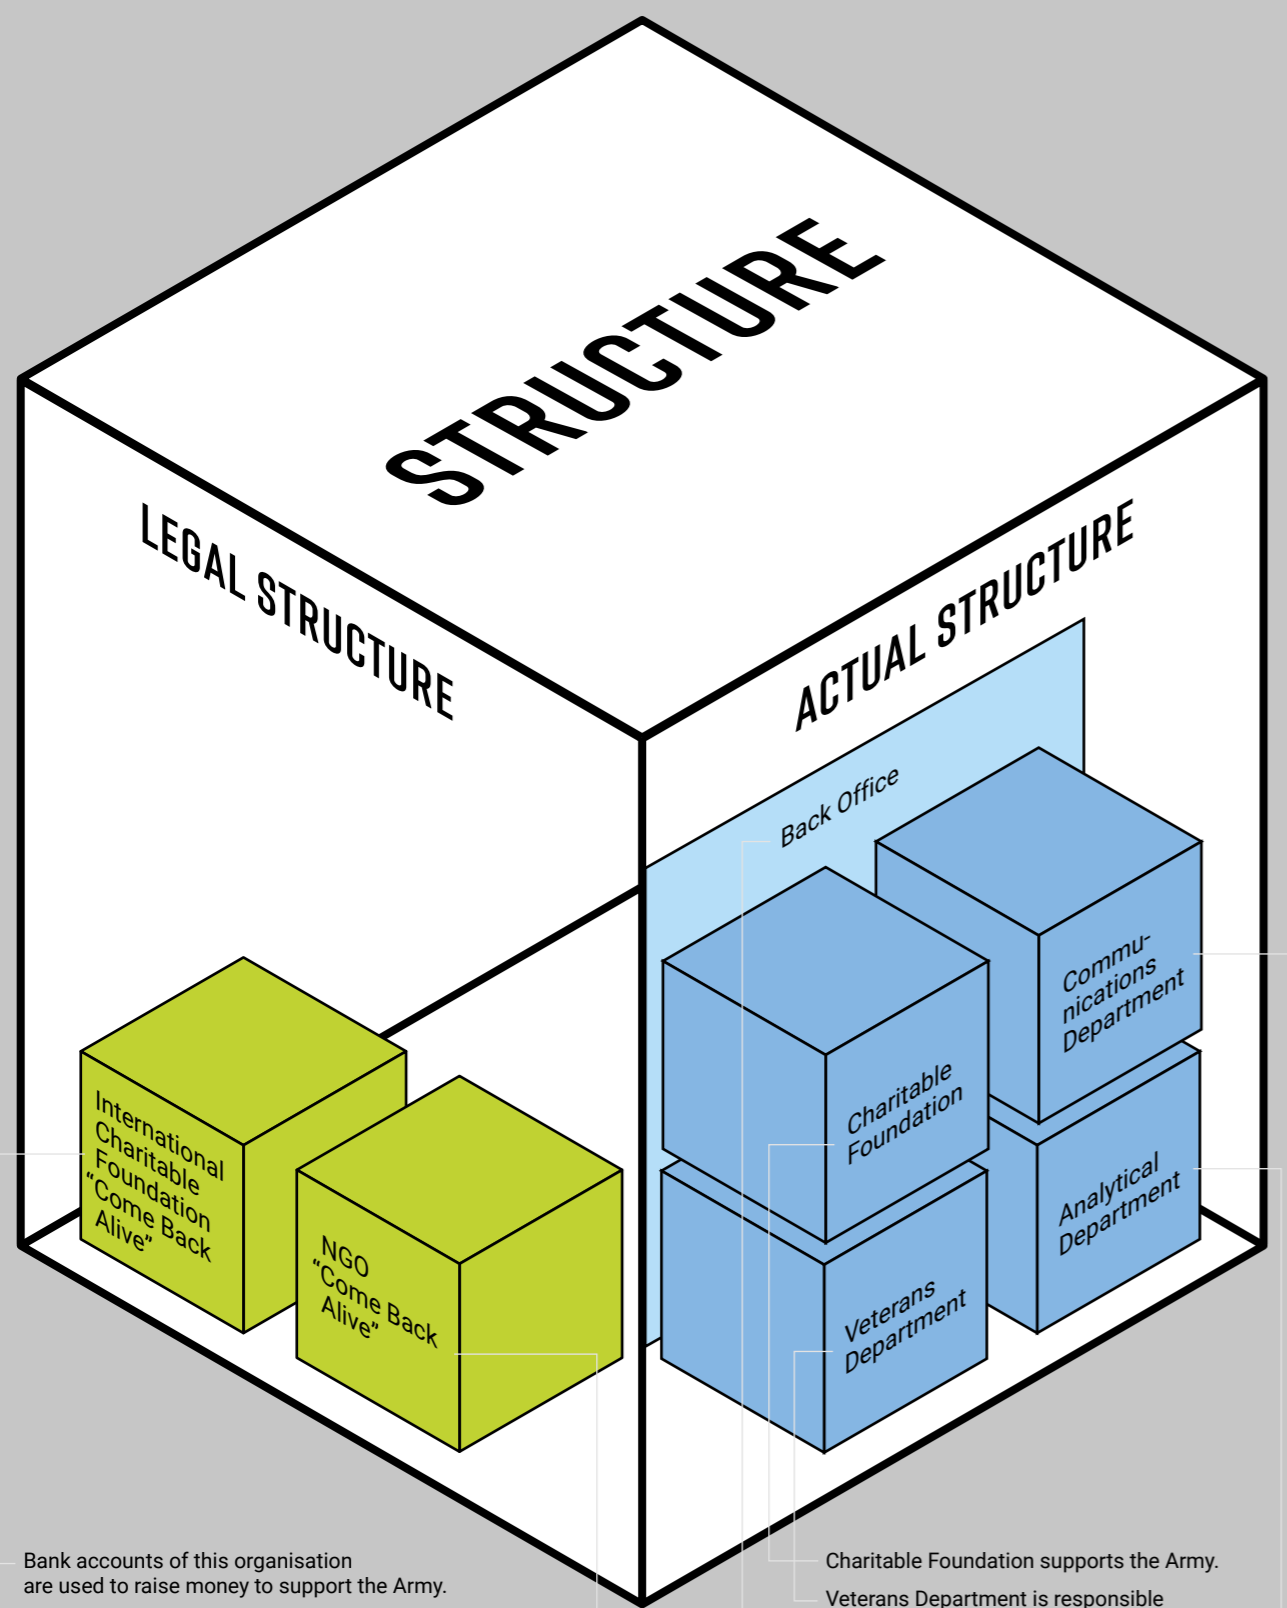 STRUCTURE
LEGAL STRUCTURE
ACTUAL STRUCTURE
Back Office
Commu-
nications
Department
Charitable
Foundation
Analytical
Department
Veterans
Department
International
Charitable
Foundation
“Come Back
Alive”
NGO
“Come Back
Alive”
Bank accounts of this organisation
are used to raise money to support the Army.
Charitable Foundation supports the Army.
Veterans Department is responsible